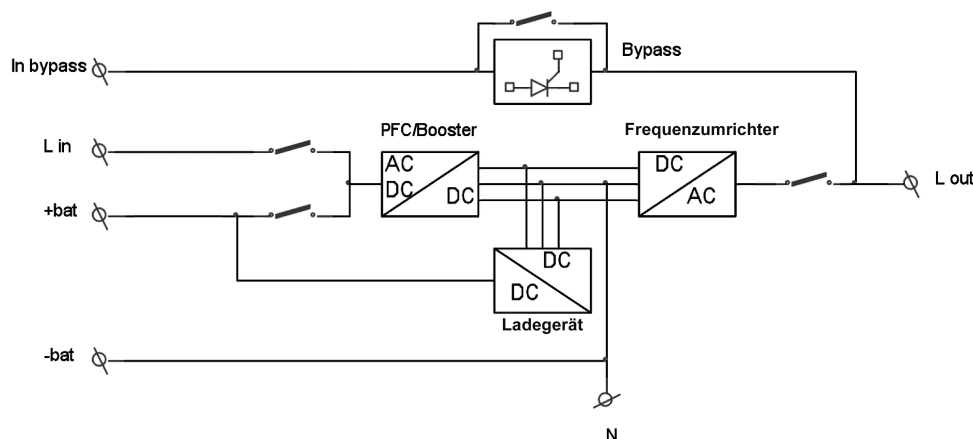 In bypass
Bypass
L in
PFC/Booster
Frequenzumrichter
AC
DC
DC
DC
AC
L out
+bat
DC
DC
Ladegerät
-bat
N